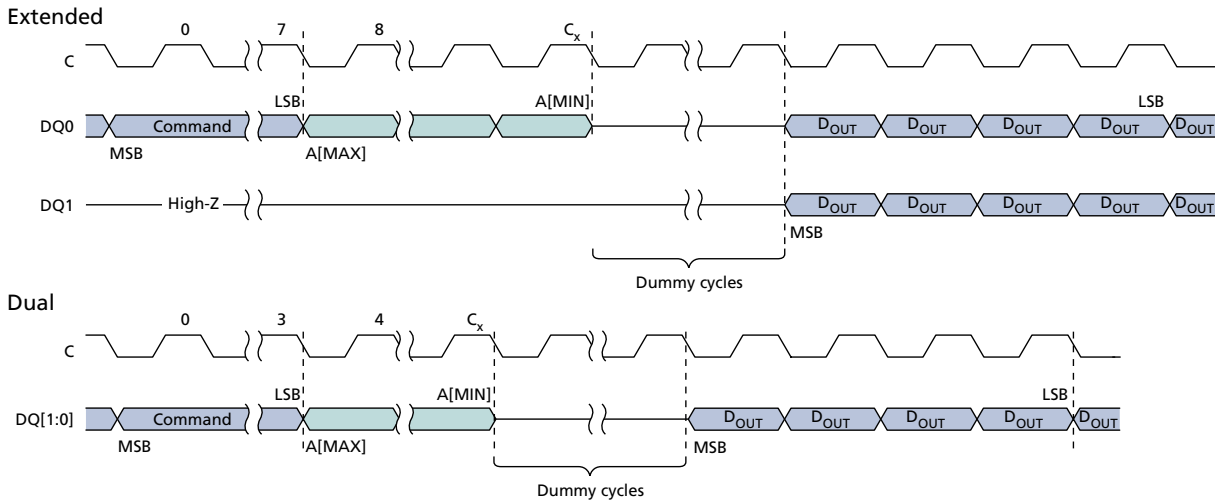 Extended
0 7 8 Cx
C
LSB A[MIN] LSB
DQ0 Command DOUT DOUT DOUT DOUT DOUT
MSB A[MAX]
DQ1 High-Z DOUT DOUT DOUT DOUT DOUT
MSB
Dummy cycles
Dual
0 3 4 Cx
C
LSB A[MIN] LSB
DQ[1:0] Command DOUT DOUT DOUT DOUT DOUT
MSB A[MAX] MSB
Dummy cycles